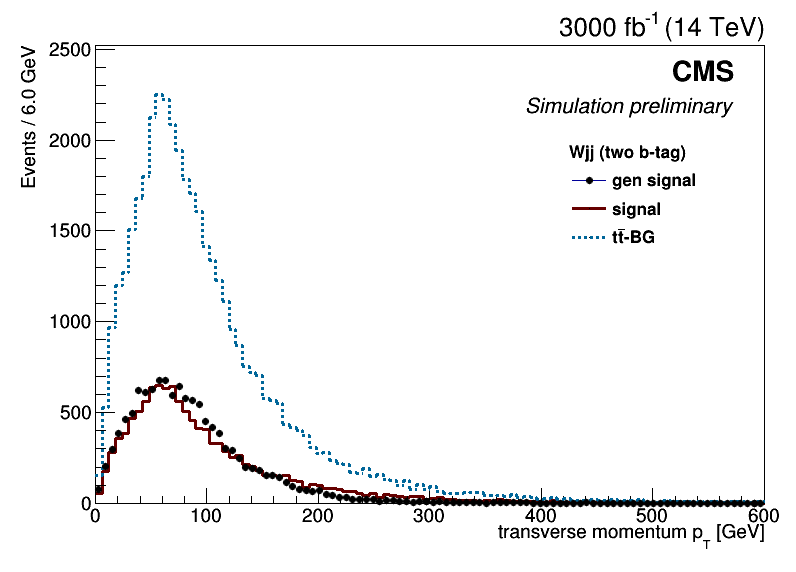 3000 fb⁻¹ (14 TeV)
CMS
Simulation preliminary
Wjj (two b-tag)
gen signal
signal
tt̄-BG
Events / 6.0 GeV
2500
2000
1500
1000
500
0
0 100 200 300 400 500 600
transverse momentum p_T [GeV]